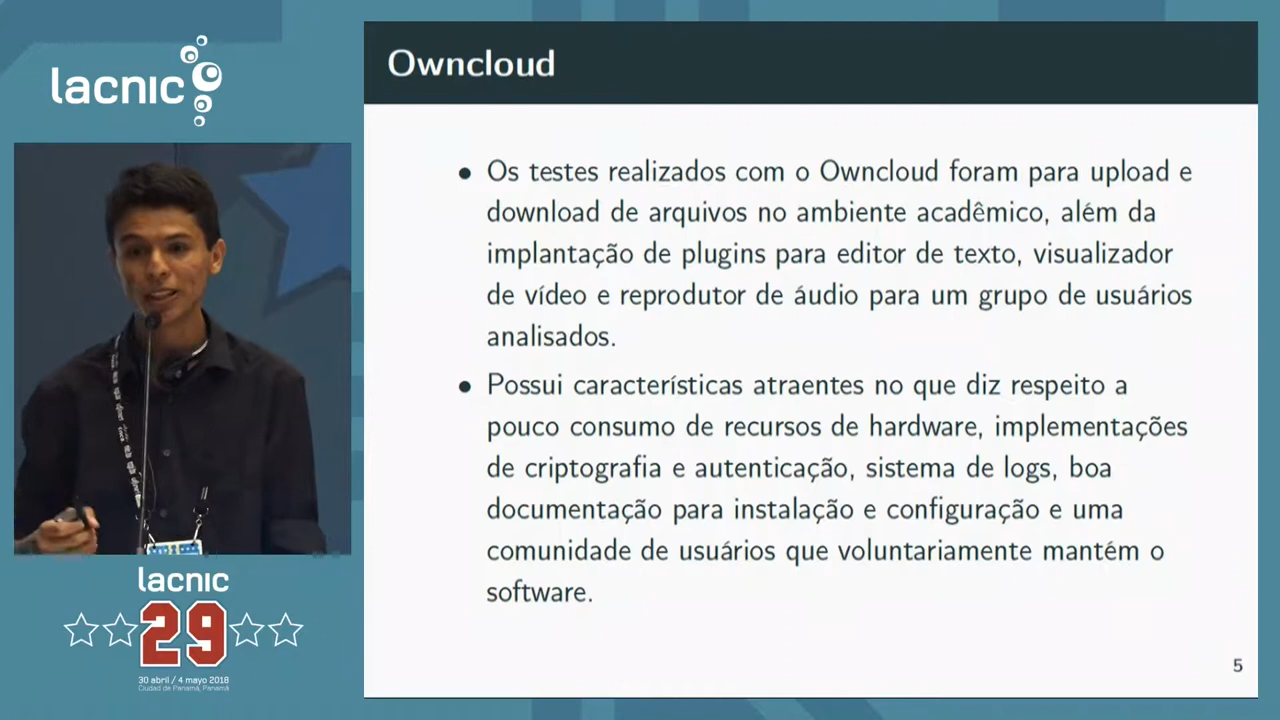 lacnic
lacnic
29
30 abril / 4 mayo 2018
Ciudad de Panamá, Panamá
Owncloud
• Os testes realizados com o Owncloud foram para upload e
download de arquivos no ambiente acadêmico, além da
implantação de plugins para editor de texto, visualizador
de vídeo e reprodutor de áudio para um grupo de usuários
analisados.
• Possui características atraentes no que diz respeito a
pouco consumo de recursos de hardware, implementações
de criptografia e autenticação, sistema de logs, boa
documentação para instalação e configuração e uma
comunidade de usuários que voluntariamente mantém o
software.
5